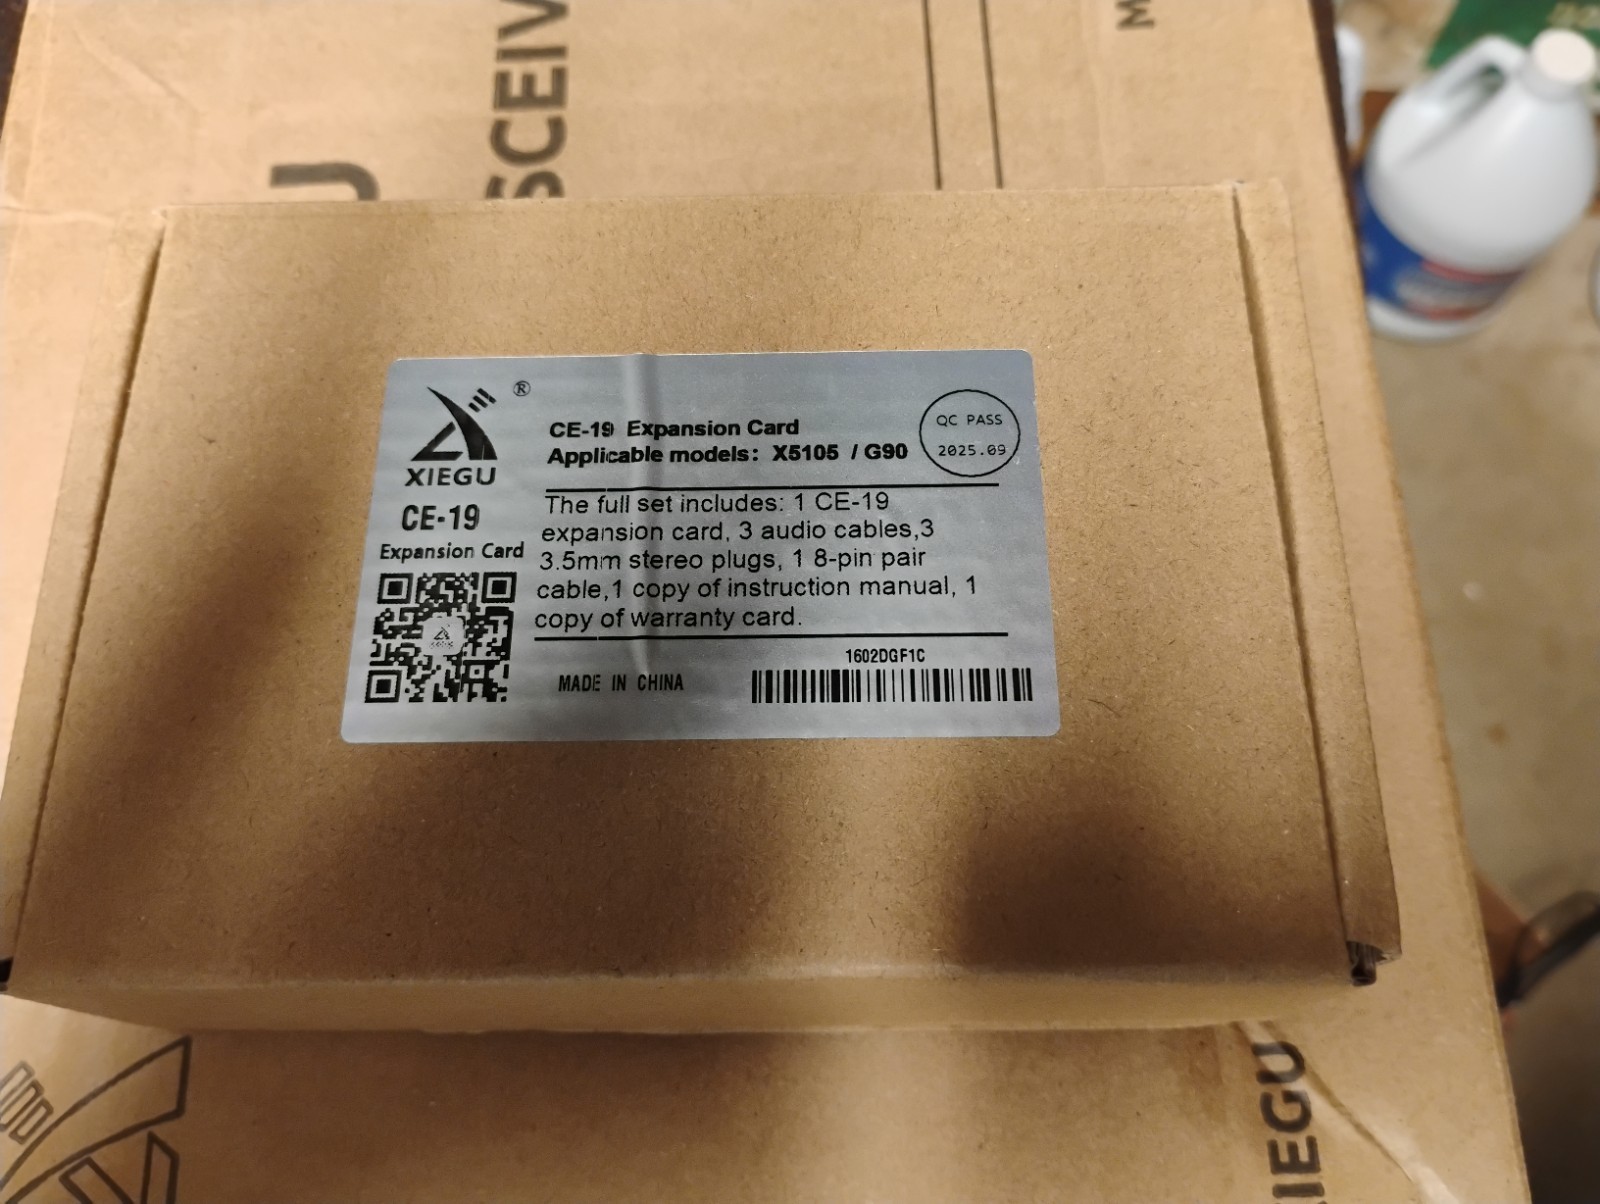 SCEIV
®
XIEGU
CE-19
Expansion Card
CE-19 Expansion Card
Applicable models: X5105 / G90
QC PASS
2025.09
The full set includes: 1 CE-19
expansion card, 3 audio cables,3
3.5mm stereo plugs, 1 8-pin pair
cable,1 copy of instruction manual, 1
copy of warranty card.
1602DGF1C
MADE IN CHINA
U
M
IEGU